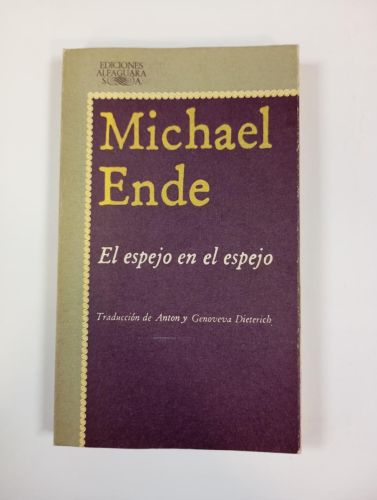 EDICIONES
ALFAGUARA
S.A.
Michael
Ende
El espejo en el espejo
Traducción de Anton y Genoveva Dieterich